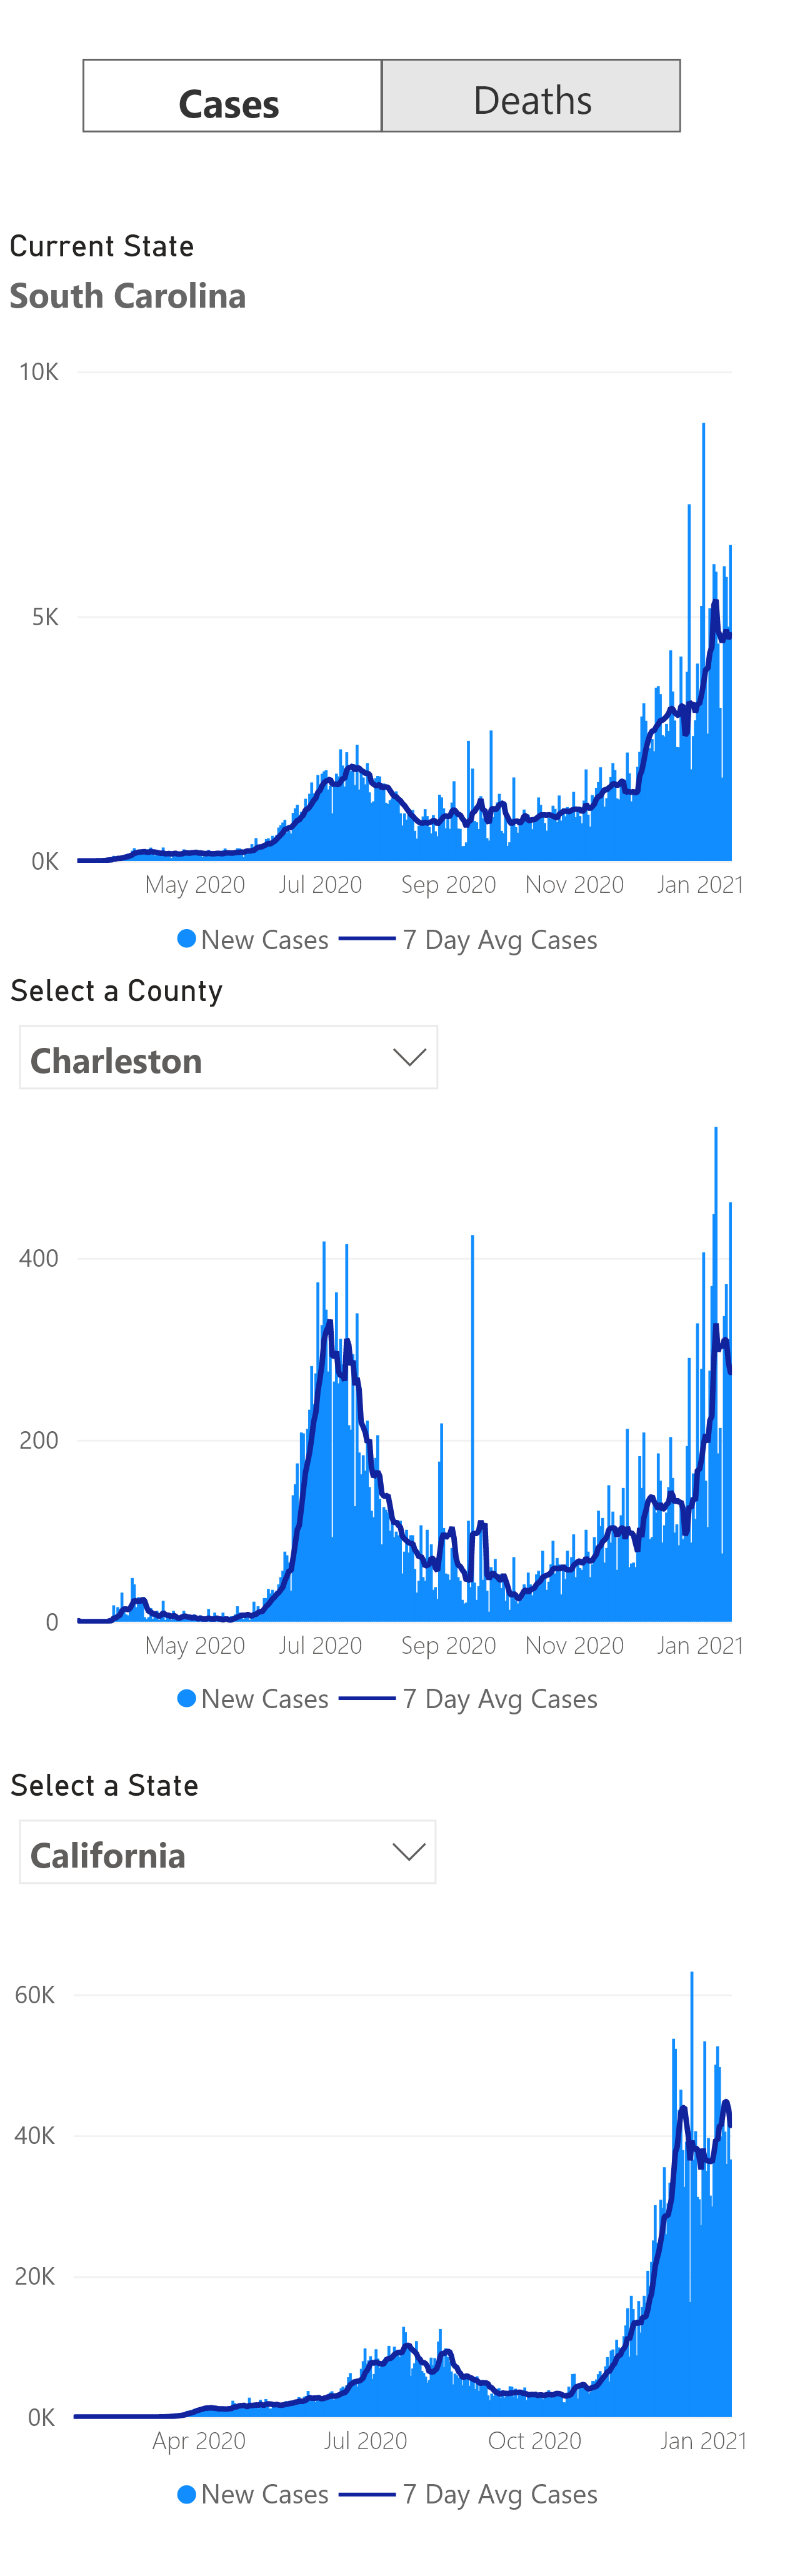 Cases Deaths
Current State
South Carolina
10K
5K
0K
May 2020 Jul 2020 Sep 2020 Nov 2020 Jan 2021
New Cases 7 Day Avg Cases
Select a County
Charleston
400
200
0
May 2020 Jul 2020 Sep 2020 Nov 2020 Jan 2021
New Cases 7 Day Avg Cases
Select a State
California
60K
40K
20K
0K
Apr 2020 Jul 2020 Oct 2020 Jan 2021
New Cases 7 Day Avg Cases